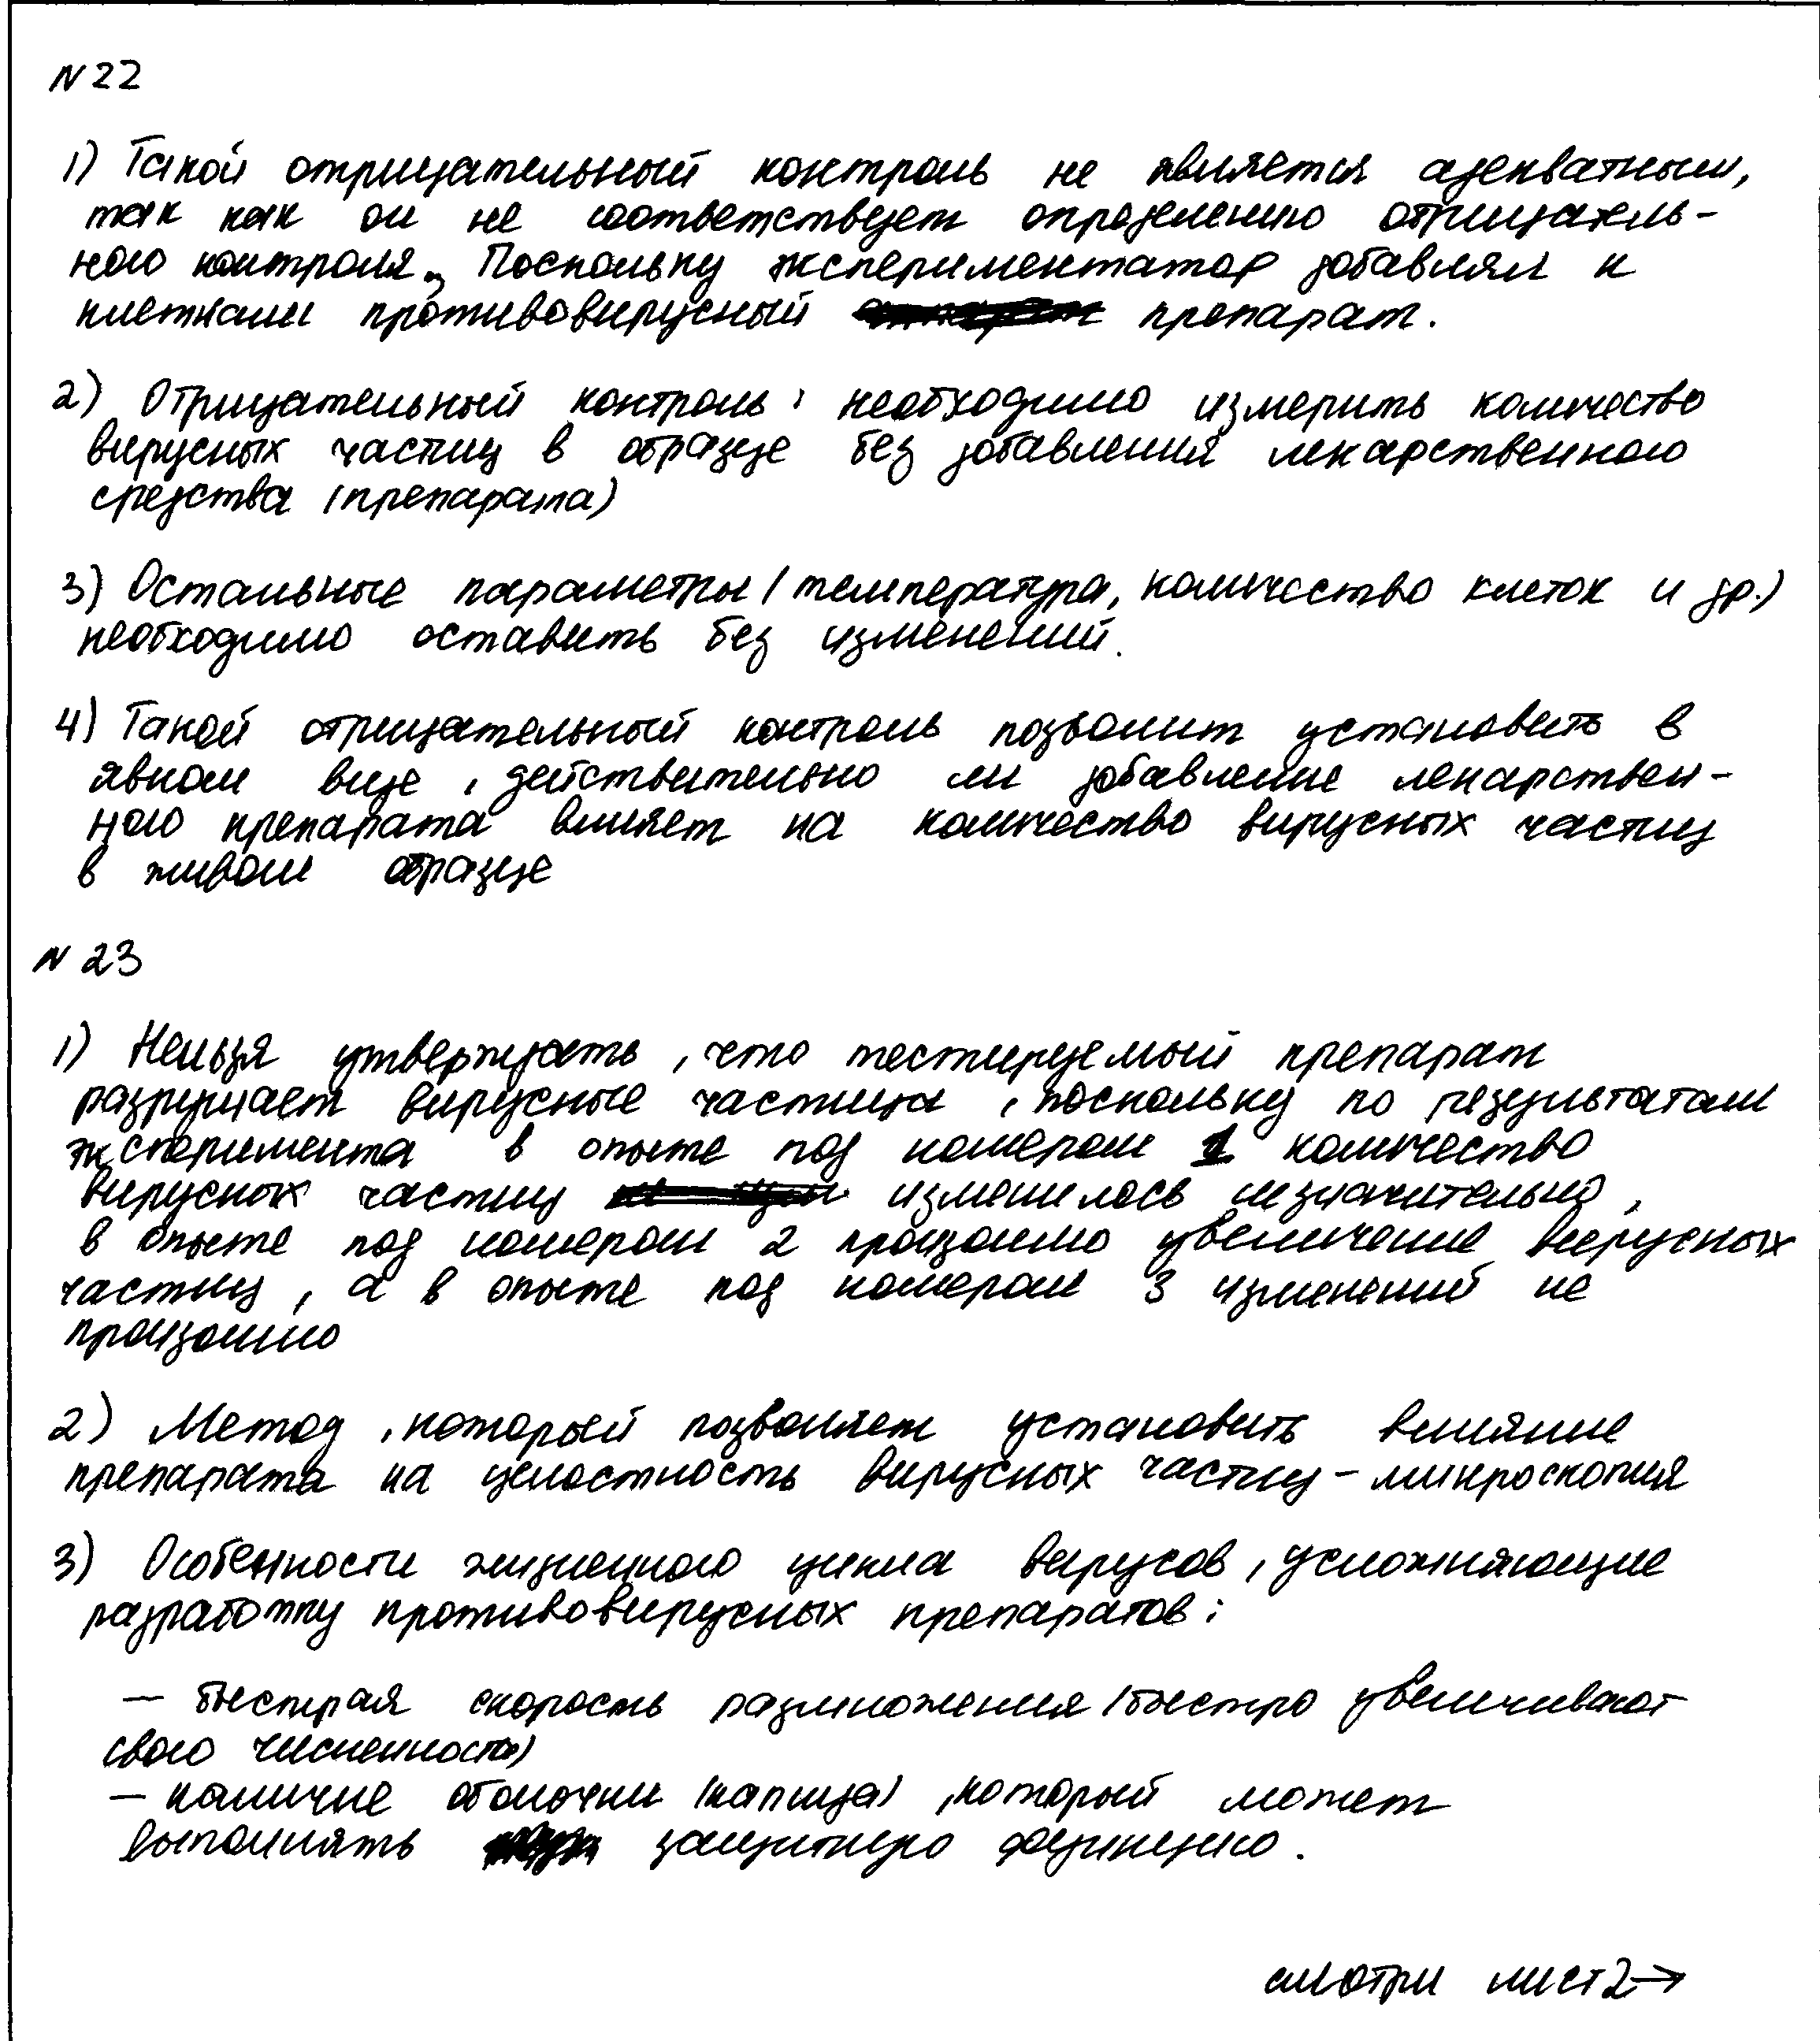 N 22
1) Такой отрицательный контроль не является адекватным,
так как он не соответствует определению отрицатель-
ного контроля. Поскольку экспериментатор добавлял к
клеткам противовирусный препарат.
2) Отрицательный контроль: необходимо измерить количество
вирусных частиц в образце без добавления лекарственного
средства (препарата)
3) Остальные параметры (температура, количество клеток и др.)
необходимо оставить без изменений.
4) Такой отрицательный контроль позволит установить в
явном виде, действительно ли добавление лекарствен-
ного препарата влияет на количество вирусных частиц
в живом образце
N 23
1) Нельзя утверждать, что тестируемый препарат
разрушает вирусные частицы, поскольку по результатам
эксперимента в опыте под номером 1 количество
вирусных частиц изменилось незначительно,
в опыте под номером 2 произошло увеличение вирусных
частиц, а в опыте под номером 3 изменений не
произошло
2) Метод, который позволяет установить влияние
препарата на целостность вирусных частиц - микроскопия
3) Особенности жизненного цикла вирусов, усложняющие
разработку противовирусных препаратов:
— быстрая скорость размножения (быстро увеличивают
свою численность)
— наличие оболочки (капсида), который может
выполнять защитную функцию.
смотри лист 2→